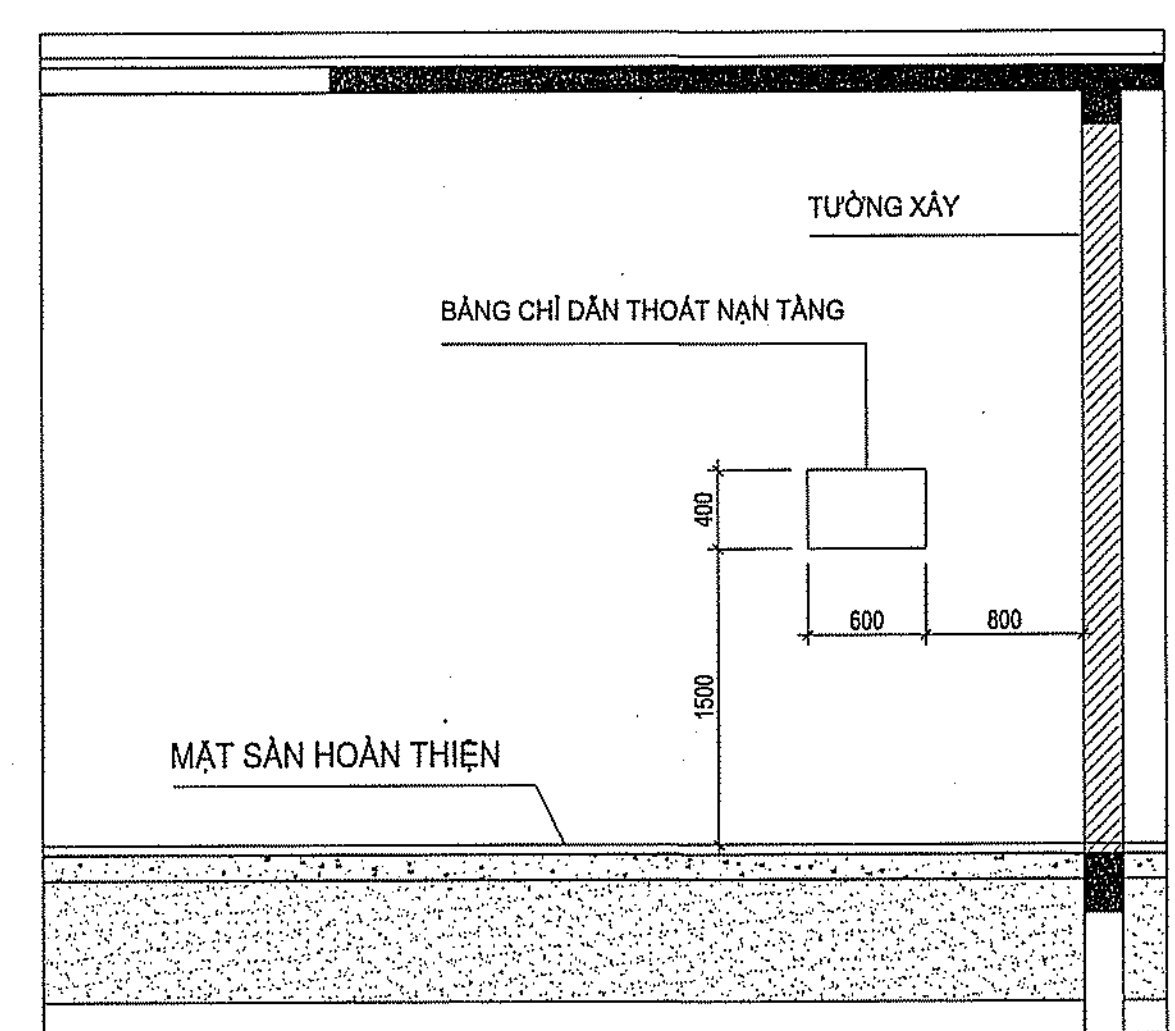 TƯỜNG XÂY
BẢNG CHỈ DẪN THOÁT NẠN TẦNG
400
600
800
1500
MẶT SÀN HOÀN THIỆN